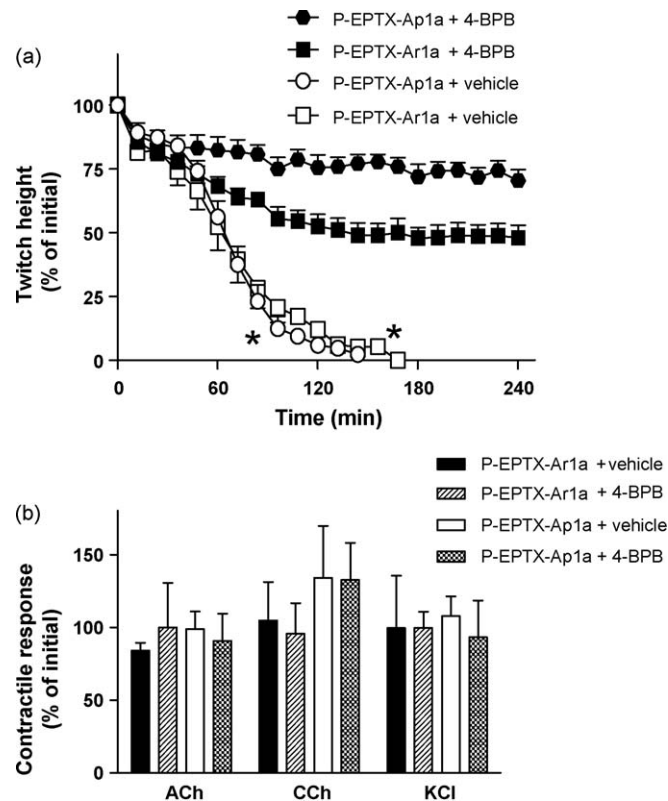 (a)
P-EPTX-Ap1a + 4-BPB
P-EPTX-Ar1a + 4-BPB
P-EPTX-Ap1a + vehicle
P-EPTX-Ar1a + vehicle
Twitch height
(% of initial)
100
75
50
25
0
*
*
0
60
120
180
240
Time (min)
(b)
P-EPTX-Ar1a +vehicle
P-EPTX-Ar1a + 4-BPB
P-EPTX-Ap1a + vehicle
P-EPTX-Ap1a + 4-BPB
Contractile response
(% of initial)
150
100
50
0
ACh
CCh
KCl